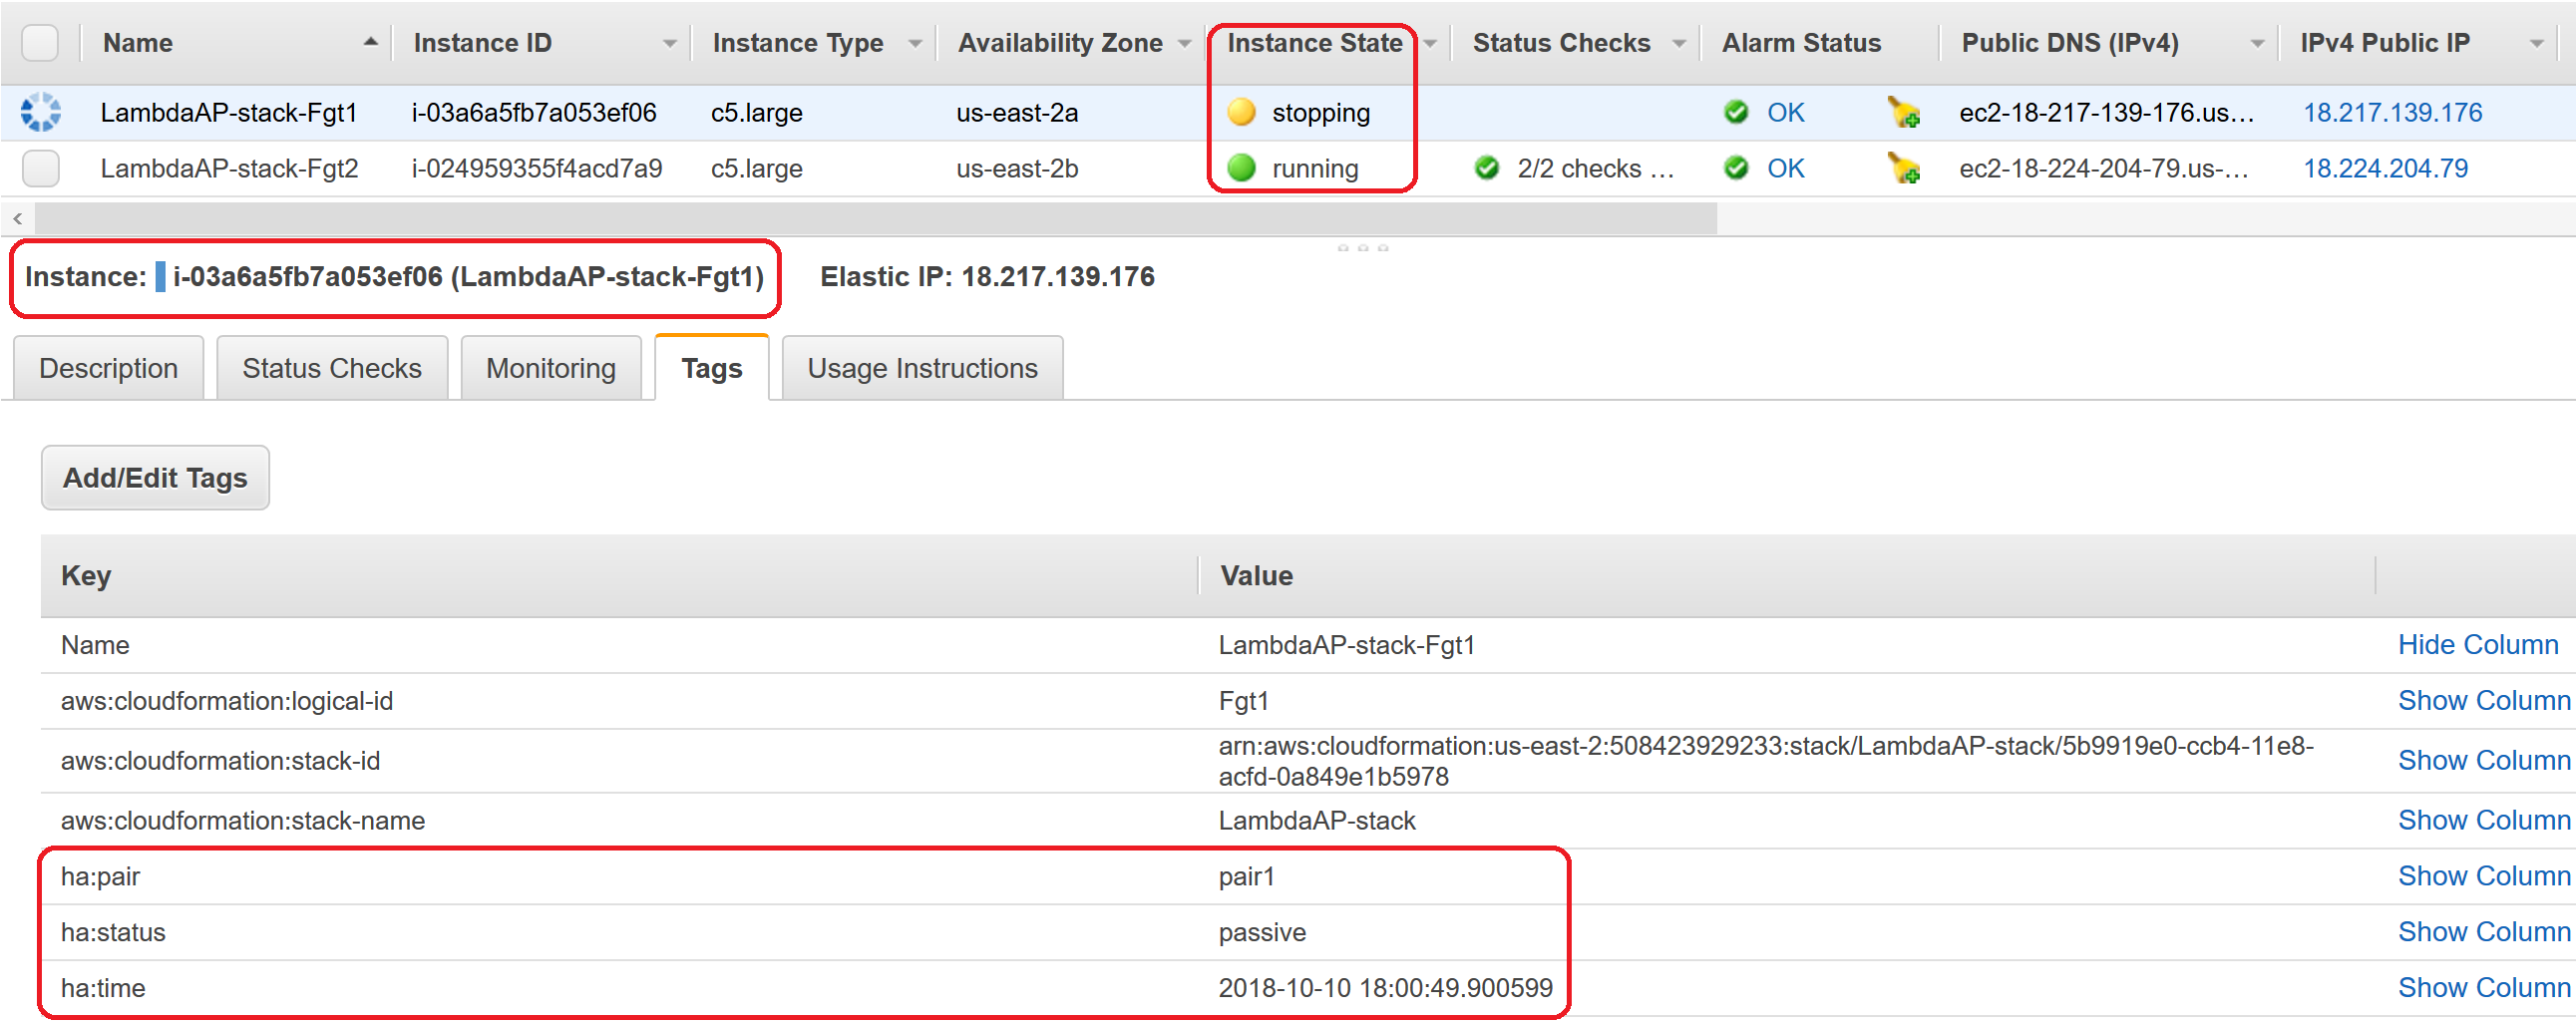 Name Instance ID Instance Type Availability Zone Instance State Status Checks Alarm Status Public DNS (IPv4) IPv4 Public IP
LambdaAP-stack-Fgt1 i-03a6a5fb7a053ef06 c5.large us-east-2a stopping OK ec2-18-217-139-176.us... 18.217.139.176
LambdaAP-stack-Fgt2 i-024959355f4acd7a9 c5.large us-east-2b running 2/2 checks ... OK ec2-18-224-204-79.us-... 18.224.204.79
Instance: i-03a6a5fb7a053ef06 (LambdaAP-stack-Fgt1) Elastic IP: 18.217.139.176
Description Status Checks Monitoring Tags Usage Instructions
Add/Edit Tags
Key Value
Name LambdaAP-stack-Fgt1 Hide Column
aws:cloudformation:logical-id Fgt1 Show Column
aws:cloudformation:stack-id arn:aws:cloudformation:us-east-2:508423929233:stack/LambdaAP-stack/5b9919e0-ccb4-11e8- Show Column
acfd-0a849e1b5978
aws:cloudformation:stack-name LambdaAP-stack Show Column
ha:pair pair1 Show Column
ha:status passive Show Column
ha:time 2018-10-10 18:00:49.900599 Show Column